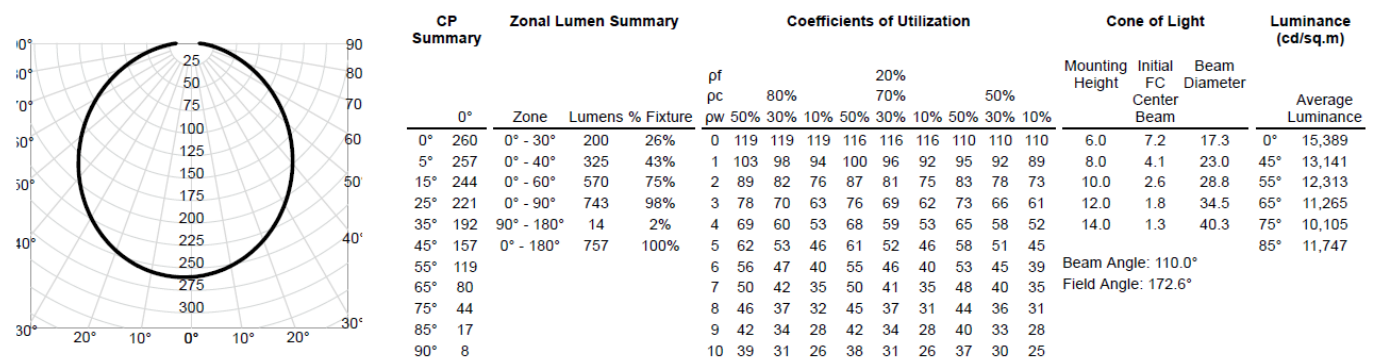 CP Summary
Zonal Lumen Summary
Coefficients of Utilization
Cone of Light
Luminance (cd/sq.m)
90
80
70
60
50°
40°
30°
20°
10°
0°
10°
20°
30°
25
50
75
100
125
150
175
200
225
250
275
300
0°
0° 260
5° 257
15° 244
25° 221
35° 192
45° 157
55° 119
65° 80
75° 44
85° 17
90° 8
Zone Lumens % Fixture
0° - 30° 200 26%
0° - 40° 325 43%
0° - 60° 570 75%
0° - 90° 743 98%
90° - 180° 14 2%
0° - 180° 757 100%
ρf 20%
ρc 80% 70% 50%
ρw 50% 30% 10% 50% 30% 10% 50% 30% 10%
0 119 119 119 116 116 116 110 110 110
1 103 98 94 100 96 92 95 92 89
2 89 82 76 87 81 75 83 78 73
3 78 70 63 76 69 62 73 66 61
4 69 60 53 68 59 53 65 58 52
5 62 53 46 61 52 46 58 51 45
6 56 47 40 55 46 40 53 45 39
7 50 42 35 50 41 35 48 40 35
8 46 37 32 45 37 31 44 36 31
9 42 34 28 42 34 28 40 33 28
10 39 31 26 38 31 26 37 30 25
Mounting Height Initial FC Center Beam Beam Diameter
6.0 7.2 17.3
8.0 4.1 23.0
10.0 2.6 28.8
12.0 1.8 34.5
14.0 1.3 40.3
Beam Angle: 110.0°
Field Angle: 172.6°
Average Luminance
0° 15,389
45° 13,141
55° 12,313
65° 11,265
75° 10,105
85° 11,747